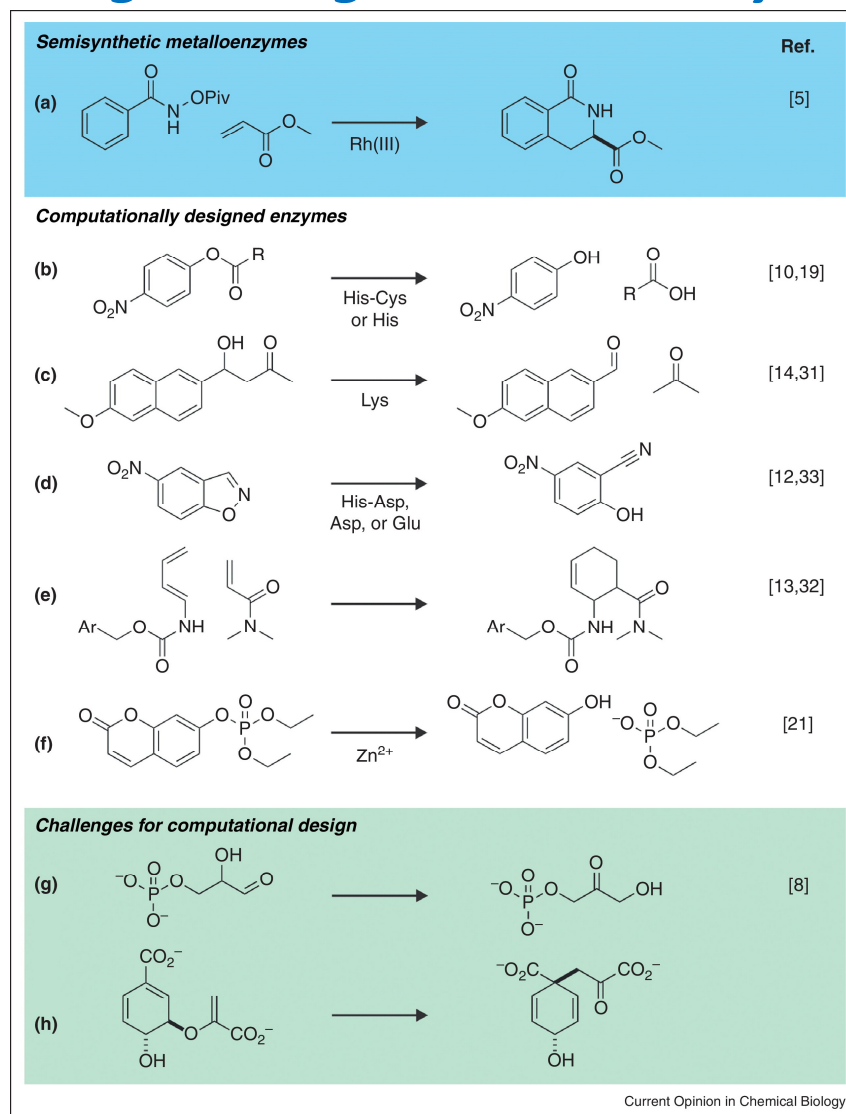 Semisynthetic metalloenzymes
Ref.
(a)
O
N
H
OPiv
O
O
Rh(III)
O
NH
O
O
[5]
Computationally designed enzymes
(b)
O2N
O
R
O
His-Cys
or His
OH
O2N
O
R
OH
[10,19]
(c)
OH
O
O
Lys
O
O
O
[14,31]
(d)
O2N
N
O
His-Asp,
Asp, or Glu
O2N
N
OH
[12,33]
(e)
Ar
O
NH
O
O
N
Ar
O
NH
O
O
N
[13,32]
(f)
O
O
O
O
P
O
O
Zn2+
O
O
OH
O
−O
P
O
O
[21]
Challenges for computational design
(g)
OH
O
−O
P
O
O−
O
O
−O
P
O
O−
O
OH
[8]
(h)
CO2−
O
CO2−
OH
−O2C
CO2−
O
OH
Current Opinion in Chemical Biology